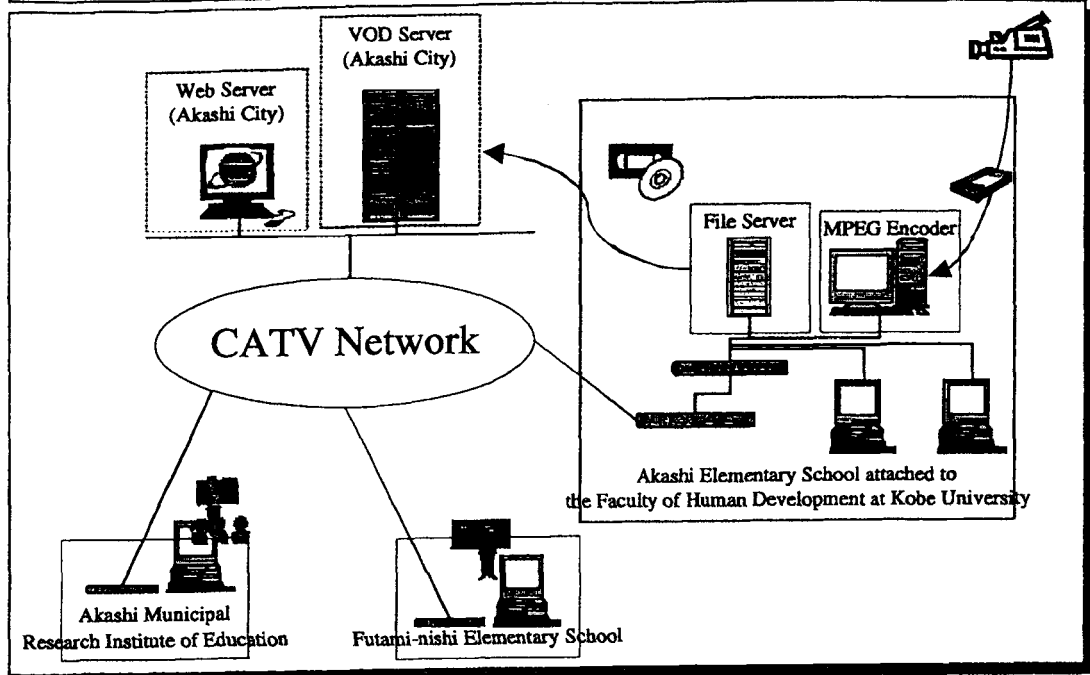 VOD Server
(Akashi City)
Web Server
(Akashi City)
File Server
MPEG Encoder
CATV Network
Akashi Elementary School attached to
the Faculty of Human Development at Kobe University
Akashi Municipal
Research Institute of Education
Futami-nishi Elementary School